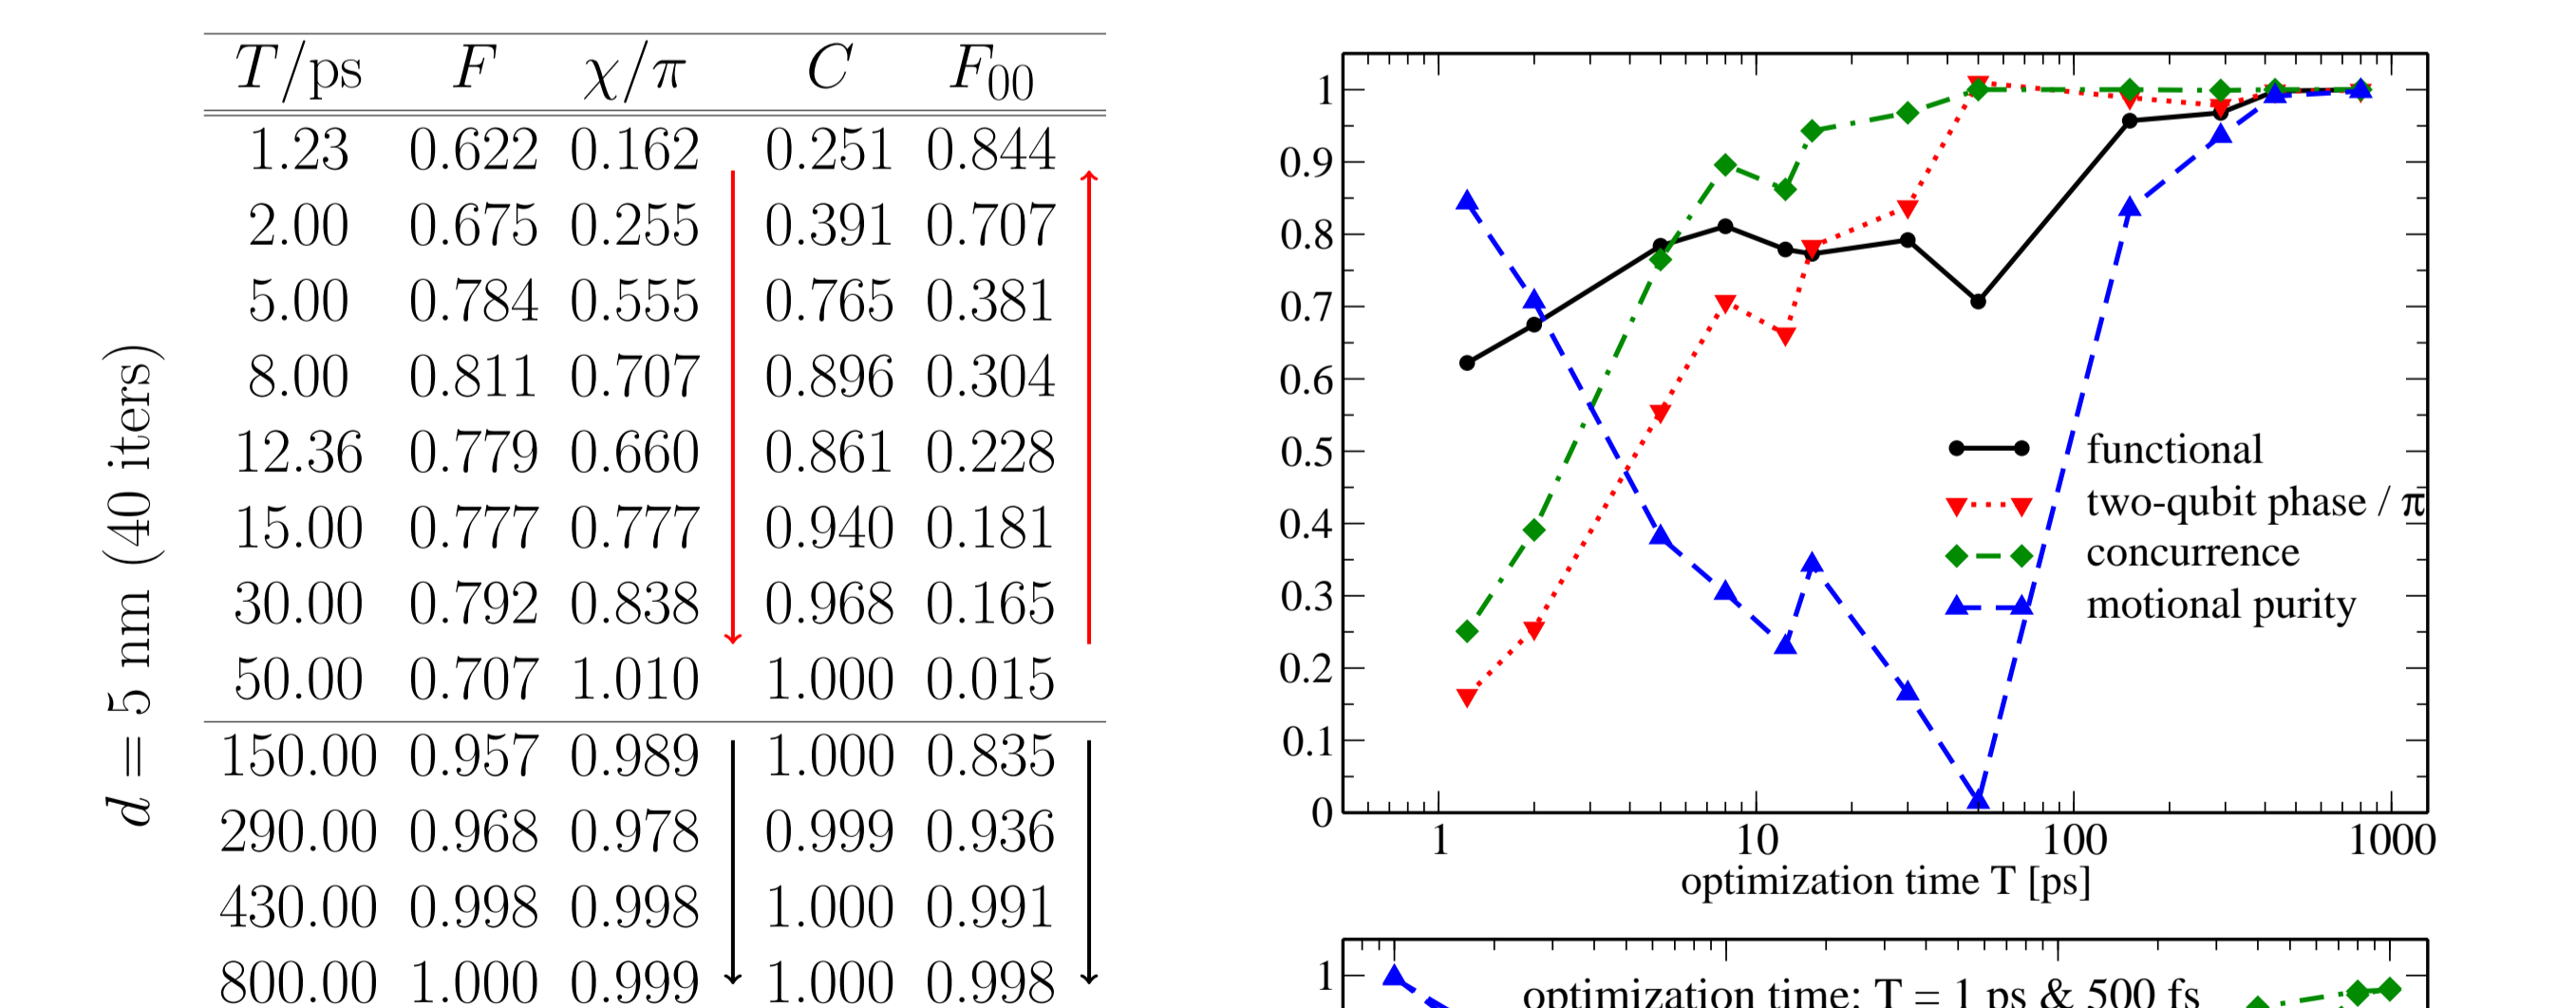 T/ps F χ/π C F₀₀
1.23 0.622 0.162 0.251 0.844
2.00 0.675 0.255 0.391 0.707
5.00 0.784 0.555 0.765 0.381
8.00 0.811 0.707 0.896 0.304
12.36 0.779 0.660 0.861 0.228
15.00 0.777 0.777 0.940 0.181
30.00 0.792 0.838 0.968 0.165
50.00 0.707 1.010 1.000 0.015
150.00 0.957 0.989 1.000 0.835
290.00 0.968 0.978 0.999 0.936
430.00 0.998 0.998 1.000 0.991
800.00 1.000 0.999 1.000 0.998
d = 5 nm (40 iters)
1
0.9
0.8
0.7
0.6
0.5
0.4
0.3
0.2
0.1
0
functional
two-qubit phase / π
concurrence
motional purity
1 10 100 1000
optimization time T [ps]
1
optimization time: T = 1 ps & 500 fs